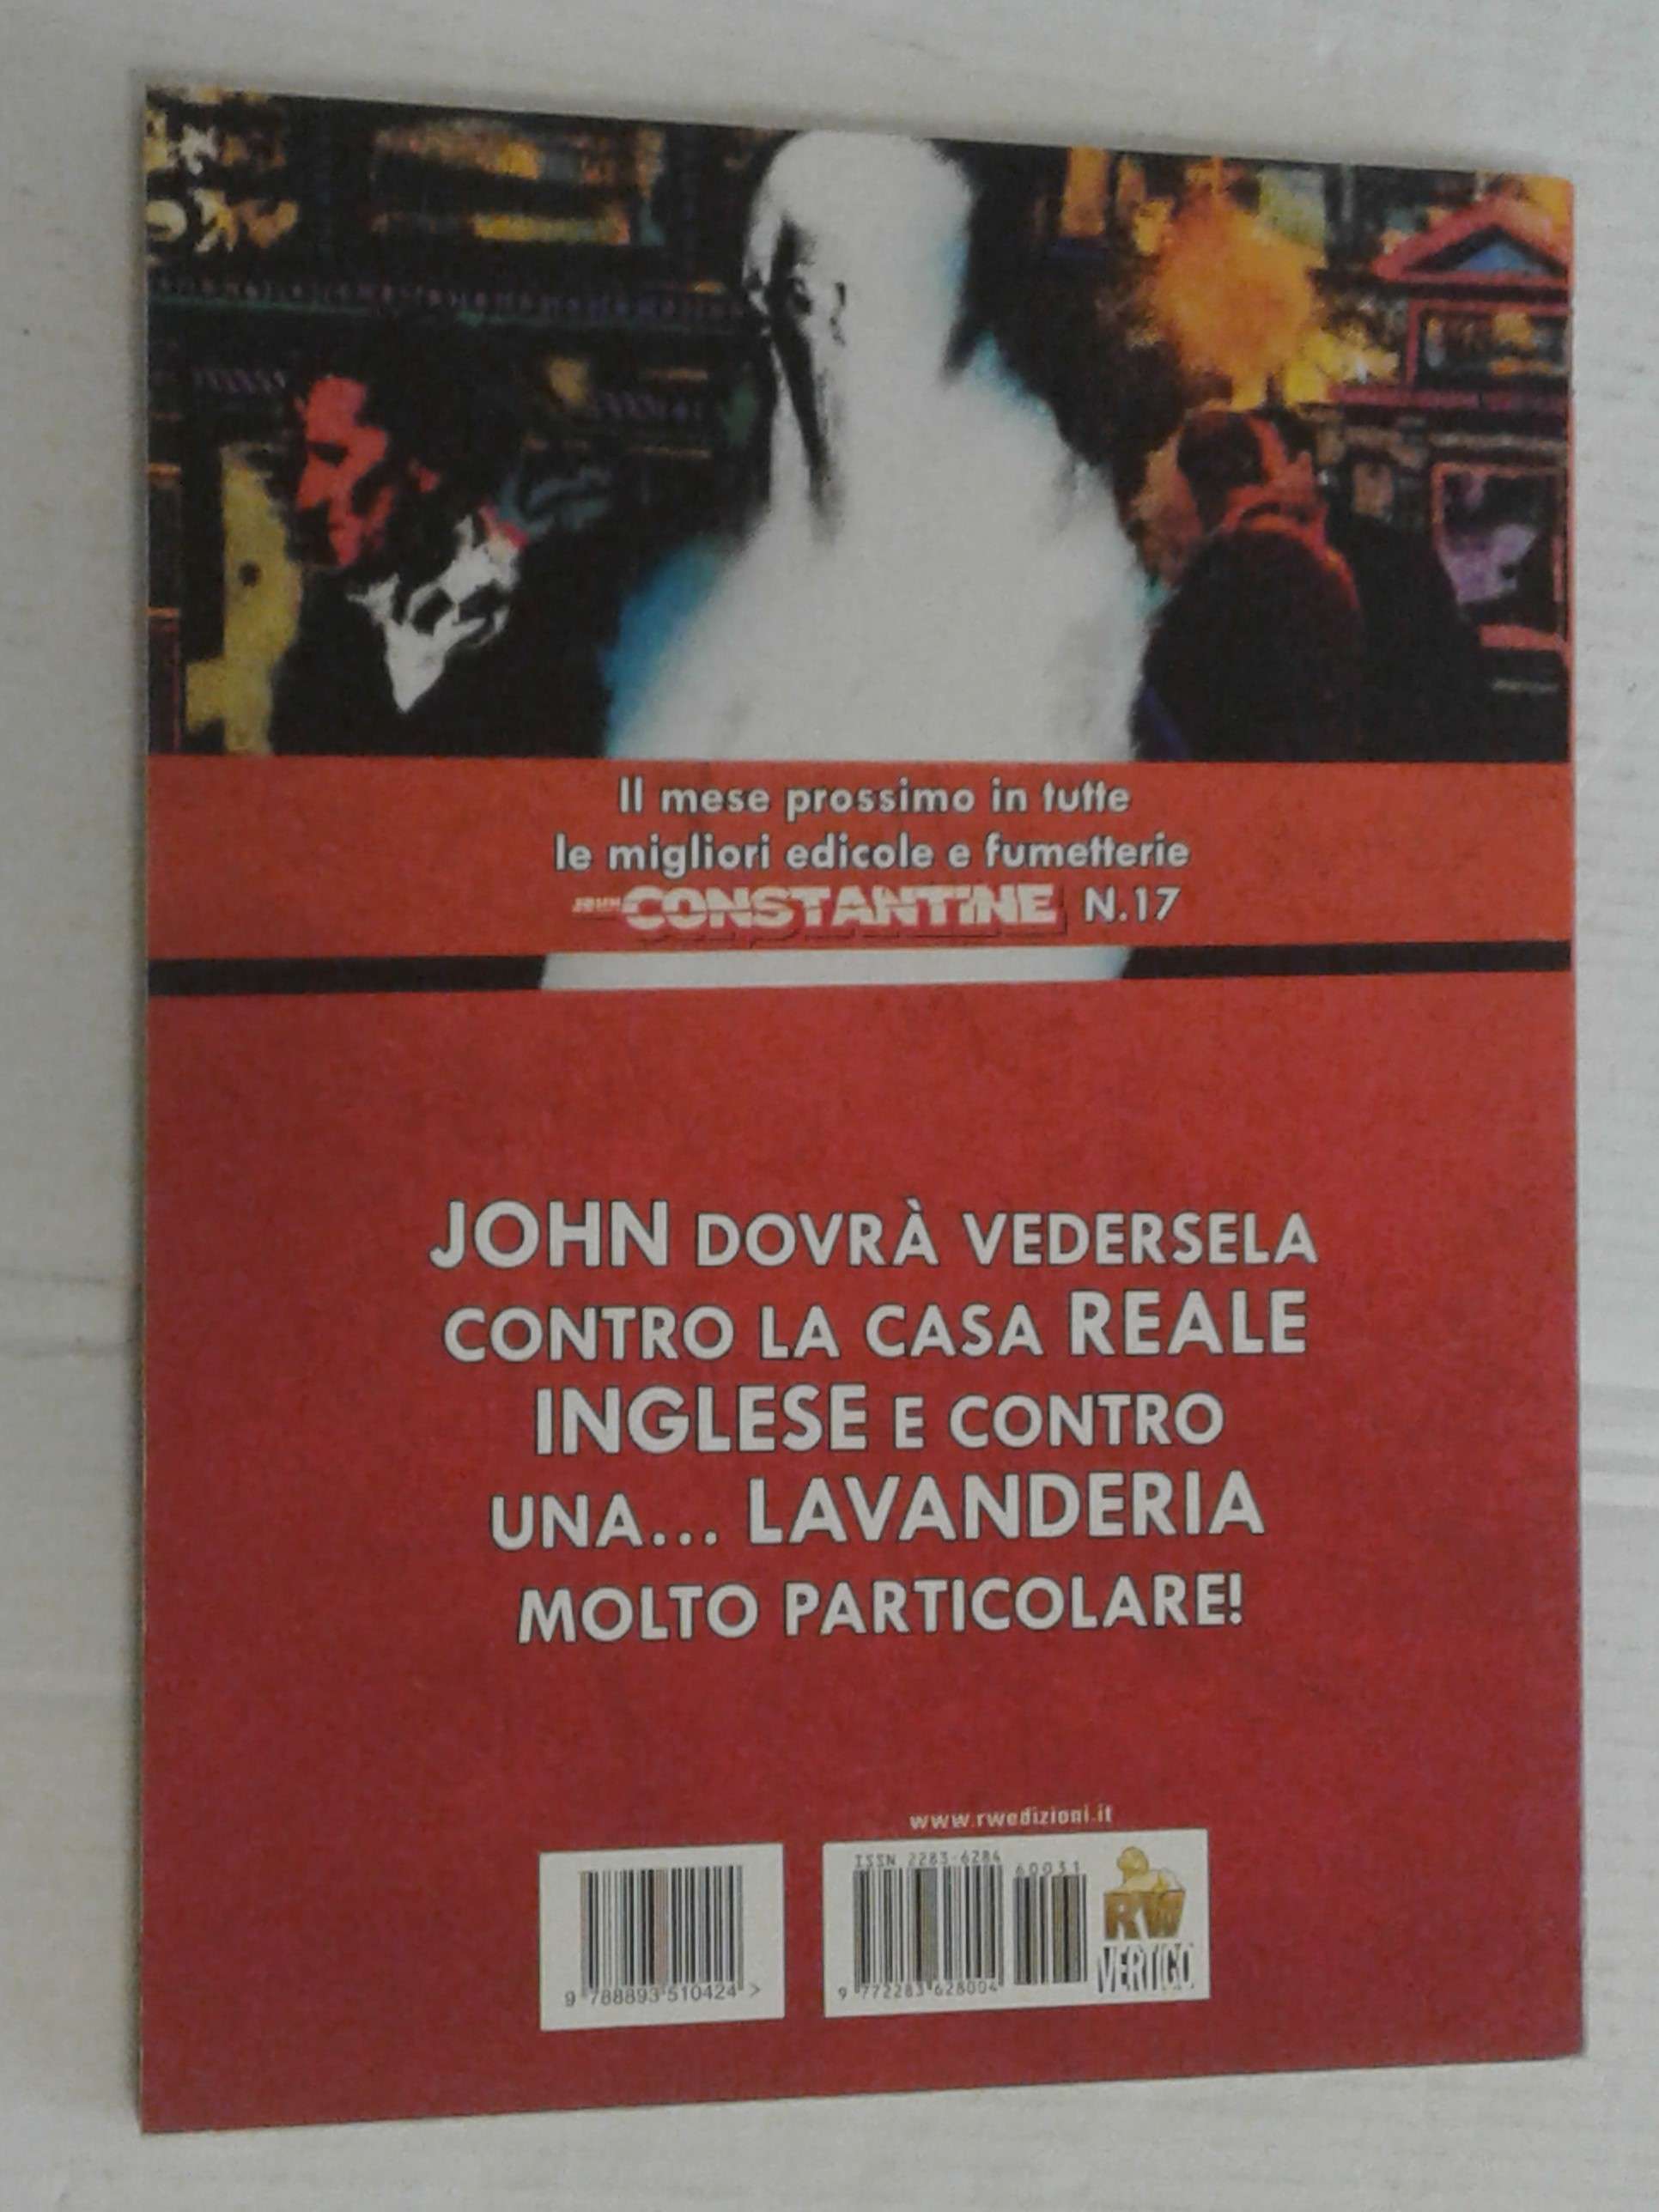 Il mese prossimo in tutte
le migliori edicole e fumetterie
JOHN CONSTANTINE N.17
JOHN DOVRÀ VEDERSELA
CONTRO LA CASA REALE
INGLESE E CONTRO
UNA... LAVANDERIA
MOLTO PARTICOLARE!
www.rwedizioni.it
ISSN 2283-6284
60031
9 788893 510424 >
9 772283 628004
RW
VERTIGO